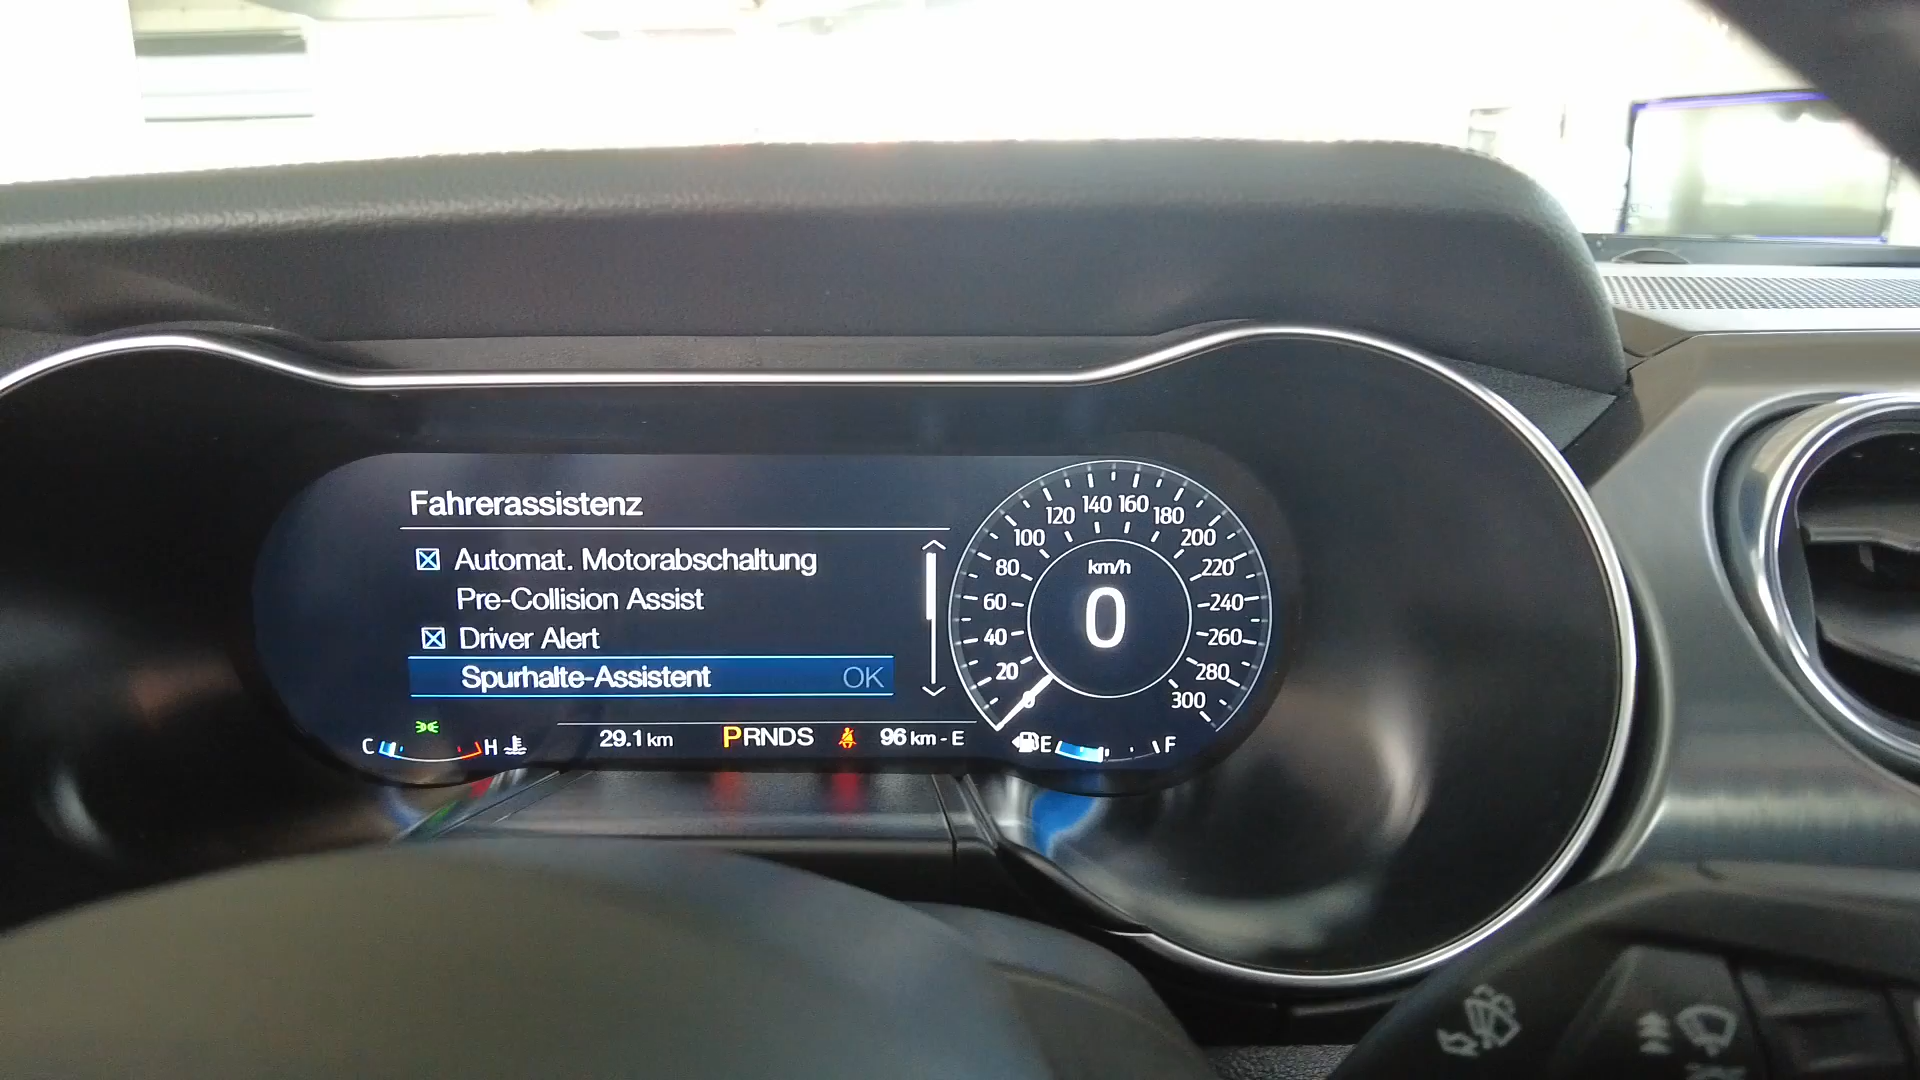 Fahrerassistenz
Automat. Motorabschaltung
Pre-Collision Assist
Driver Alert
Spurhalte-Assistent OK
C H
29.1 km
PRNDS
96 km - E
E F
km/h
0
0
20
40
60
80
100
120
140
160
180
200
220
240
260
280
300